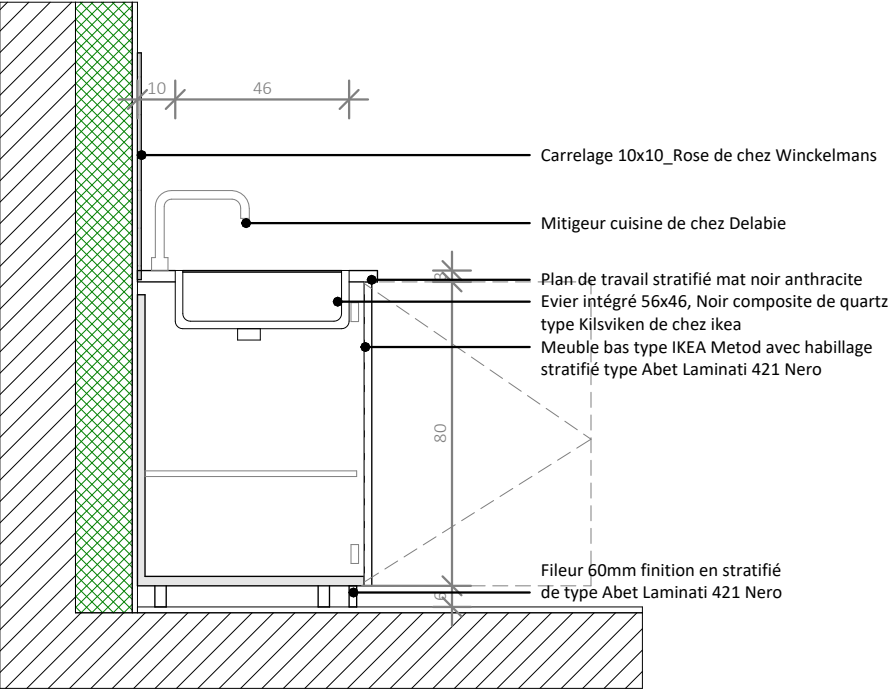 10
46
Carrelage 10x10_Rose de chez Winckelmans
Mitigeur cuisine de chez Delabie
3
Plan de travail stratifié mat noir anthracite
Evier intégré 56x46, Noir composite de quartz
type Kilsviken de chez ikea
Meuble bas type IKEA Metod avec habillage
stratifié type Abet Laminati 421 Nero
80
Fileur 60mm finition en stratifié
de type Abet Laminati 421 Nero
6